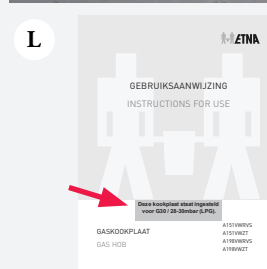 L
ETNA
GEBRUIKSAANWIJZING
INSTRUCTIONS FOR USE
Deze kookplaat staat ingesteld
voor G30 / 28-30mbar (LPG).
GASKOOKPLAAT
GAS HOB
A151VWRVS
A151VWZT
A198VWRVS
A198VWZT